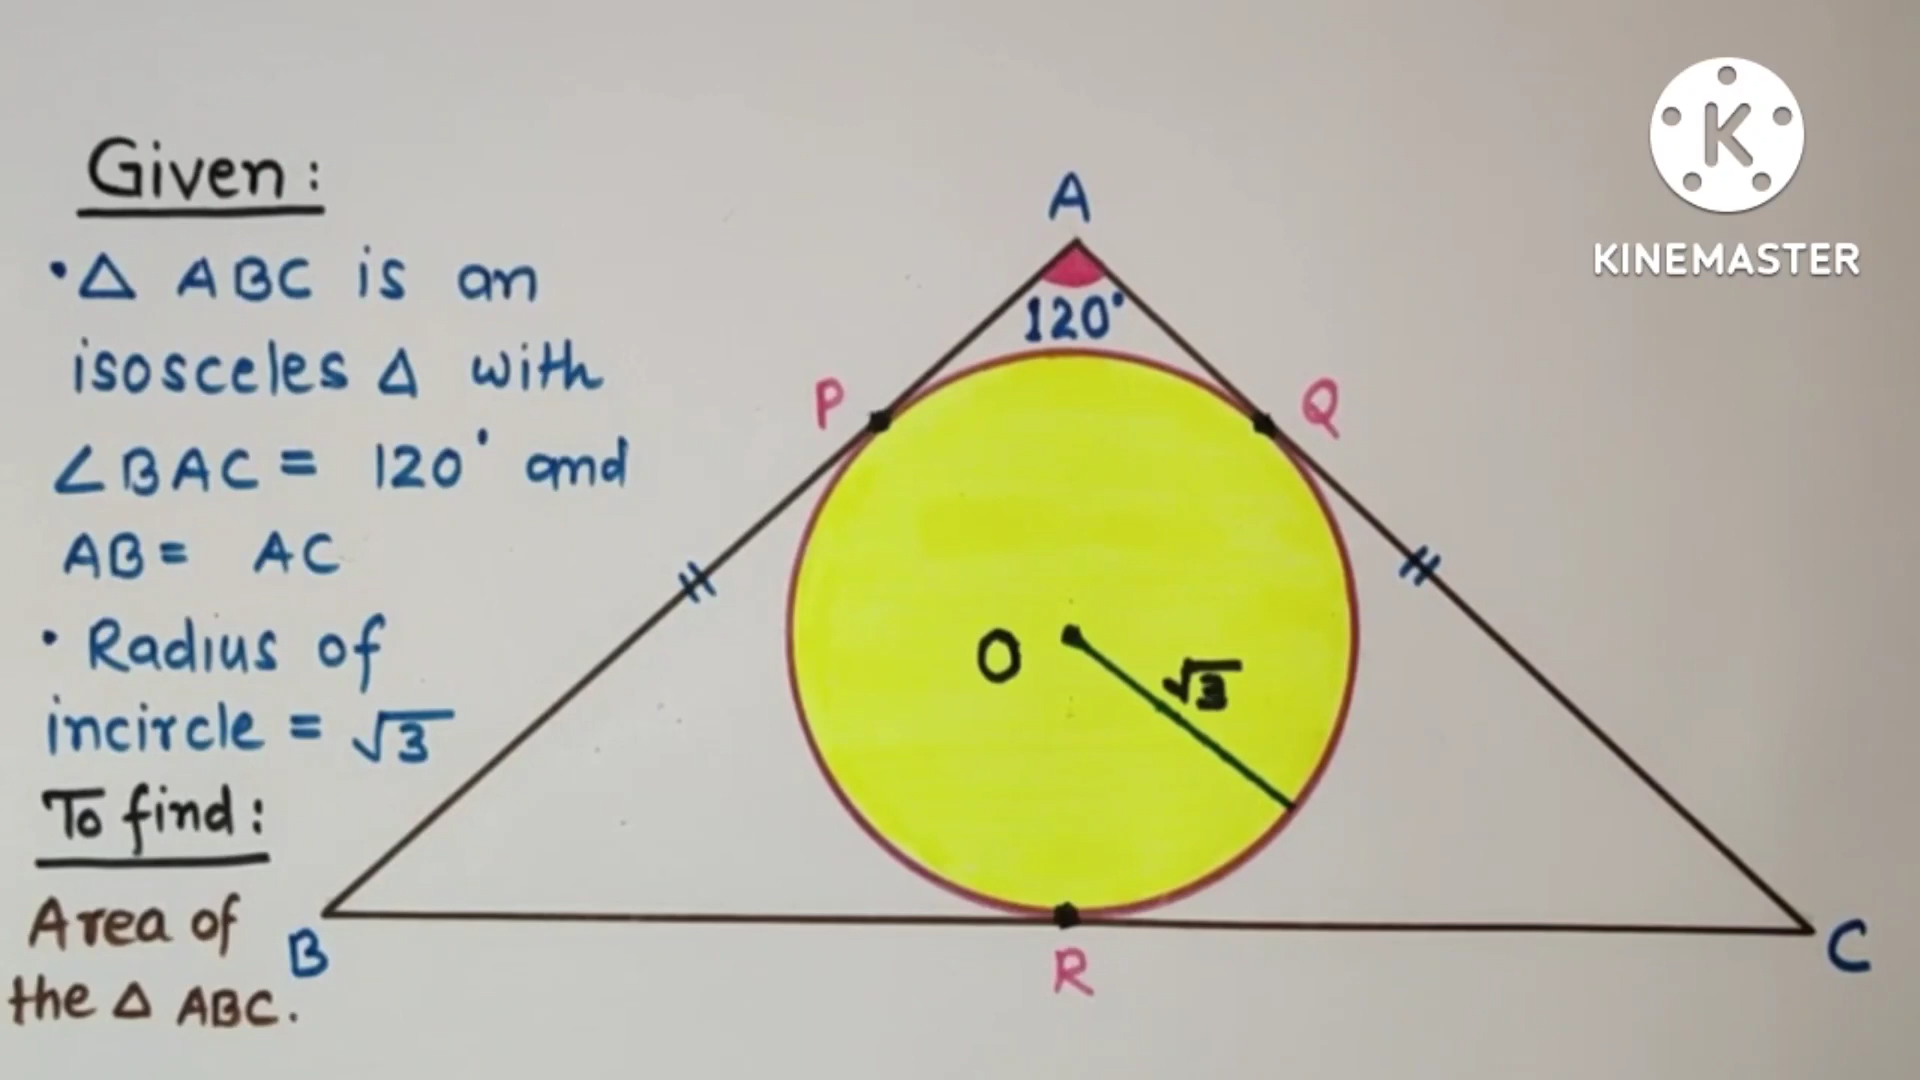 Given:
• Δ ABC is an
isosceles Δ with
∠BAC = 120° and
AB = AC
• Radius of
incircle = √3
To find:
Area of
the Δ ABC.
A
120°
P
Q
O
√3
B
R
C
K
KINEMASTER